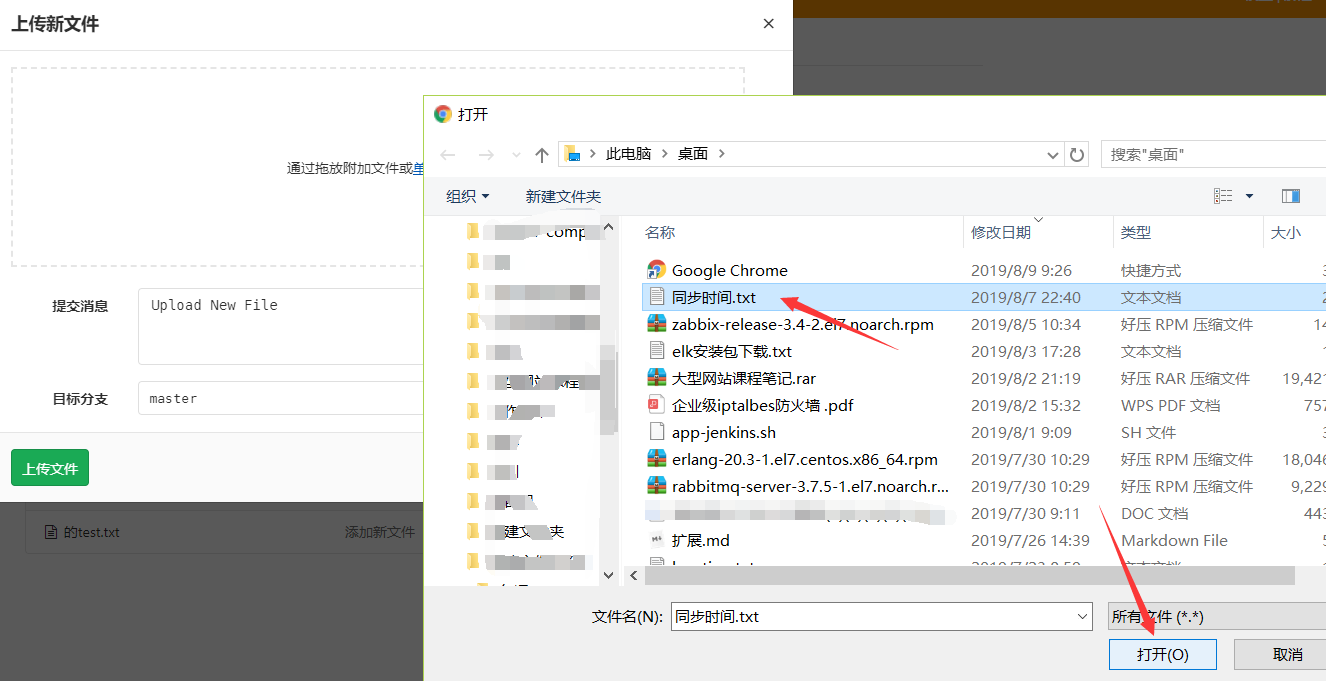 上传新文件
×
通过拖放附加文件或单
提交消息
Upload New File
目标分支
master
上传文件
的test.txt
添加新文件
打开
此电脑 > 桌面 >
搜索"桌面"
组织
新建文件夹
comp
建 夹
名称 修改日期 类型 大小
Google Chrome 2019/8/9 9:26 快捷方式
同步时间.txt 2019/8/7 22:40 文本文档
zabbix-release-3.4-2.el7.noarch.rpm 2019/8/5 10:34 好压 RPM 压缩文件
elk安装包下载.txt 2019/8/3 17:28 文本文档
大型网站课程笔记.rar 2019/8/2 21:19 好压 RAR 压缩文件 19,421
企业级iptalbes防火墙 .pdf 2019/8/2 15:32 WPS PDF 文档 757
app-jenkins.sh 2019/8/1 9:09 SH 文件
erlang-20.3-1.el7.centos.x86_64.rpm 2019/7/30 10:29 好压 RPM 压缩文件 18,046
rabbitmq-server-3.7.5-1.el7.noarch.r... 2019/7/30 10:29 好压 RPM 压缩文件 9,229
2019/7/30 9:11 DOC 文档 443
扩展.md 2019/7/26 14:39 Markdown File
文件名(N):
同步时间.txt
所有文件 (*.*)
打开(O)
取消